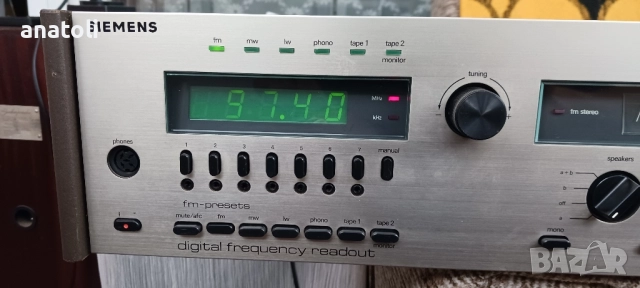 anatoli
SIEMENS
fm mw lw phono tape 1 tape 2
monitor
tuning
97.40
MHz
kHz
fm stereo
phones
1 2 3 4 5 6 7 manual
speakers
a+b
b
off
a
fm-presets
mute/afc fm mw lw phono tape 1 tape 2
monitor
mono
digital frequency readout
BAZAR
bg